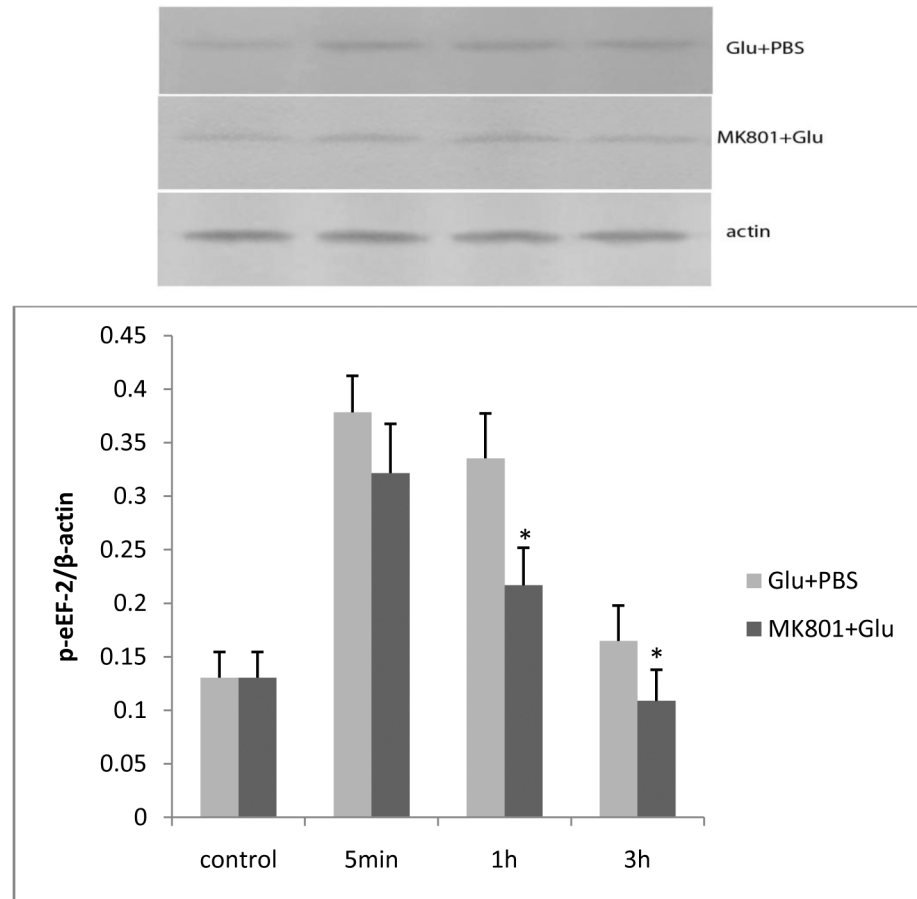 Glu+PBS
MK801+Glu
actin
0.45
0.4
0.35
0.3
0.25
0.2
0.15
0.1
0.05
0
p-eEF-2/β-actin
*
*
control 5min 1h 3h
Glu+PBS
MK801+Glu